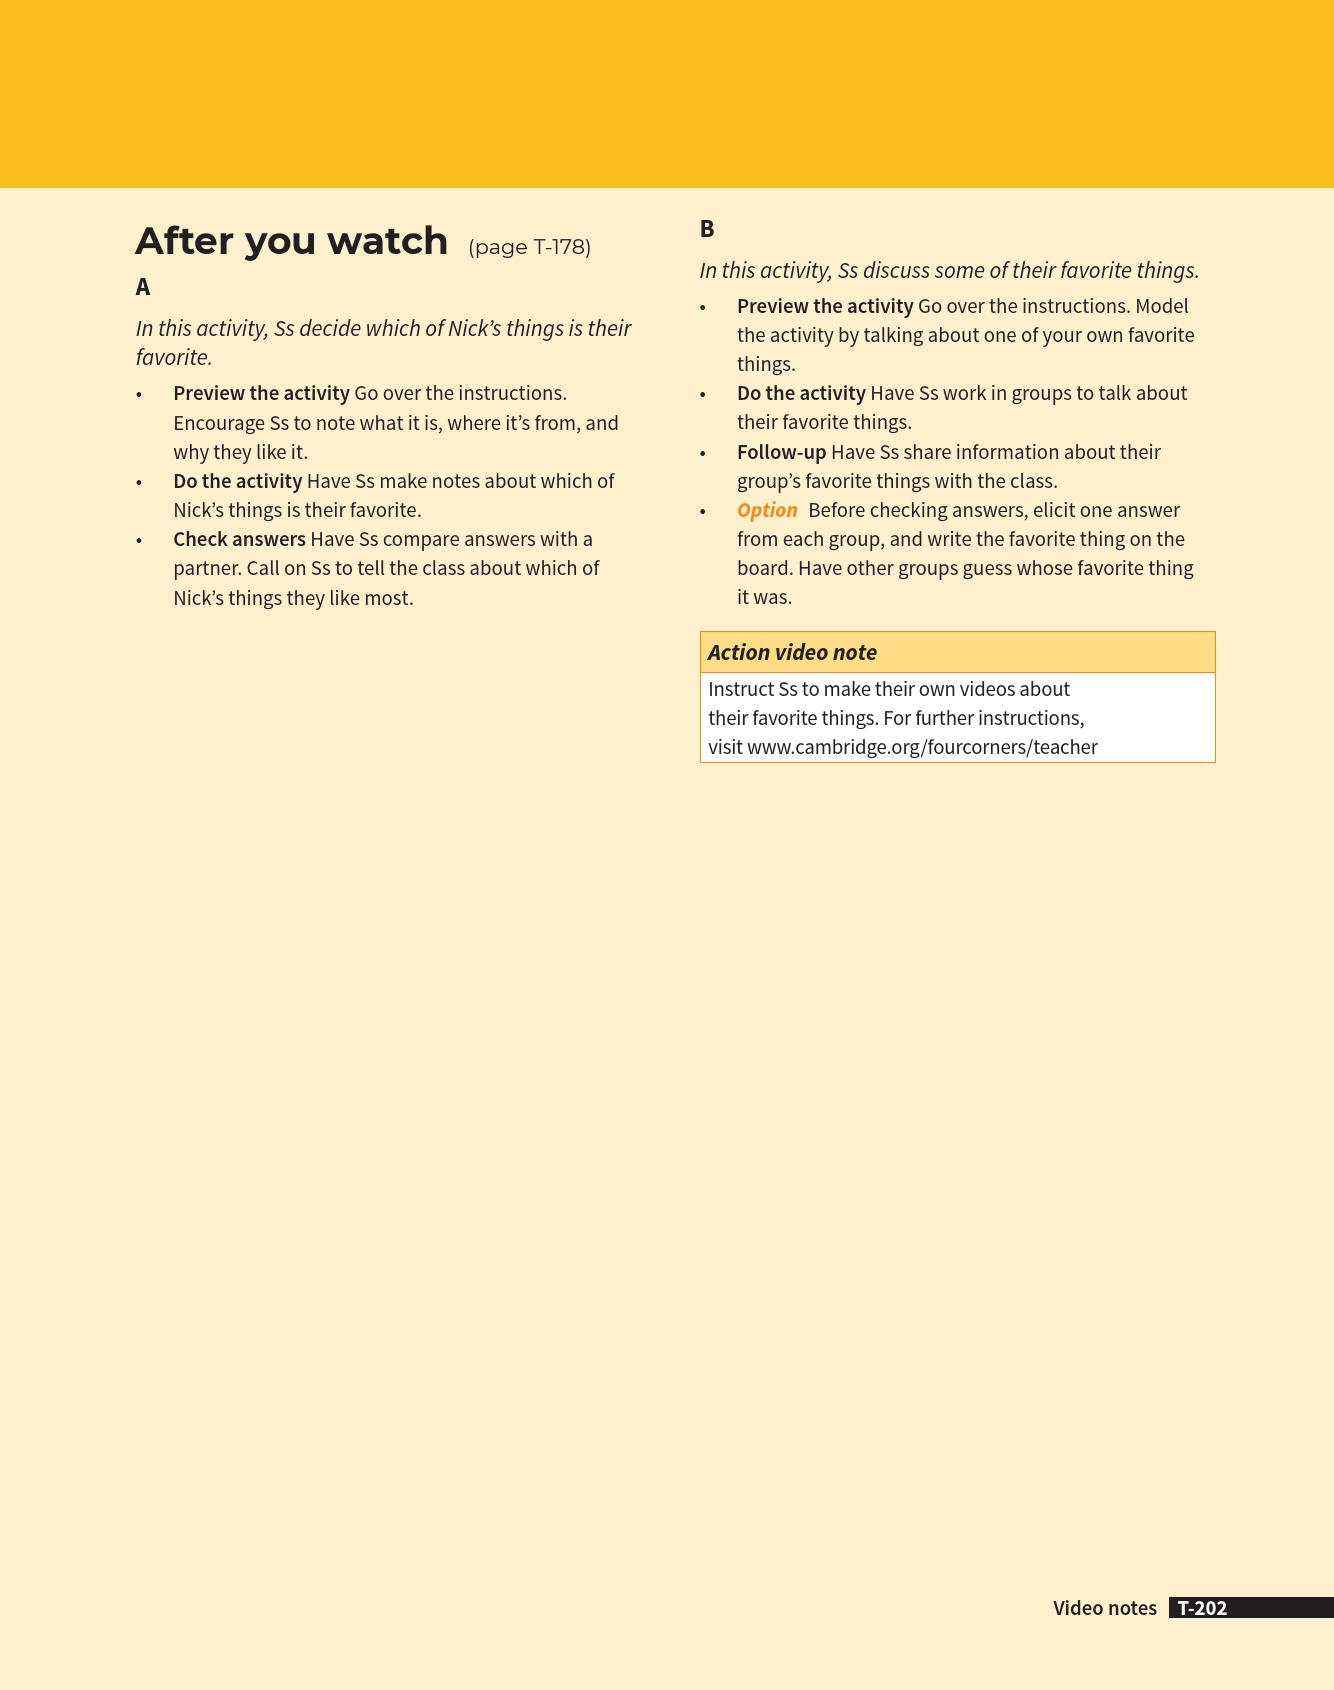 After you watch (page T-178)
A
In this activity, Ss decide which of Nick’s things is their
favorite.
• Preview the activity Go over the instructions.
Encourage Ss to note what it is, where it’s from, and
why they like it.
• Do the activity Have Ss make notes about which of
Nick’s things is their favorite.
• Check answers Have Ss compare answers with a
partner. Call on Ss to tell the class about which of
Nick’s things they like most.
B
In this activity, Ss discuss some of their favorite things.
• Preview the activity Go over the instructions. Model
the activity by talking about one of your own favorite
things.
• Do the activity Have Ss work in groups to talk about
their favorite things.
• Follow-up Have Ss share information about their
group’s favorite things with the class.
• Option Before checking answers, elicit one answer
from each group, and write the favorite thing on the
board. Have other groups guess whose favorite thing
it was.
Action video note
Instruct Ss to make their own videos about
their favorite things. For further instructions,
visit www.cambridge.org/fourcorners/teacher
Video notes T-202